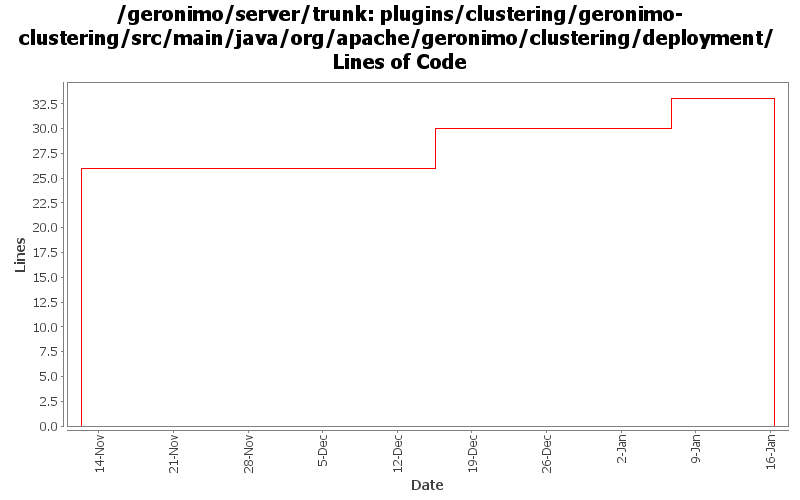 /geronimo/server/trunk: plugins/clustering/geronimo-
clustering/src/main/java/org/apache/geronimo/clustering/deployment/
Lines of Code
32.5
30.0
27.5
25.0
22.5
20.0
17.5
15.0
12.5
10.0
7.5
5.0
2.5
0.0
Lines
14-Nov
21-Nov
28-Nov
5-Dec
12-Dec
19-Dec
26-Dec
2-Jan
9-Jan
16-Jan
Date